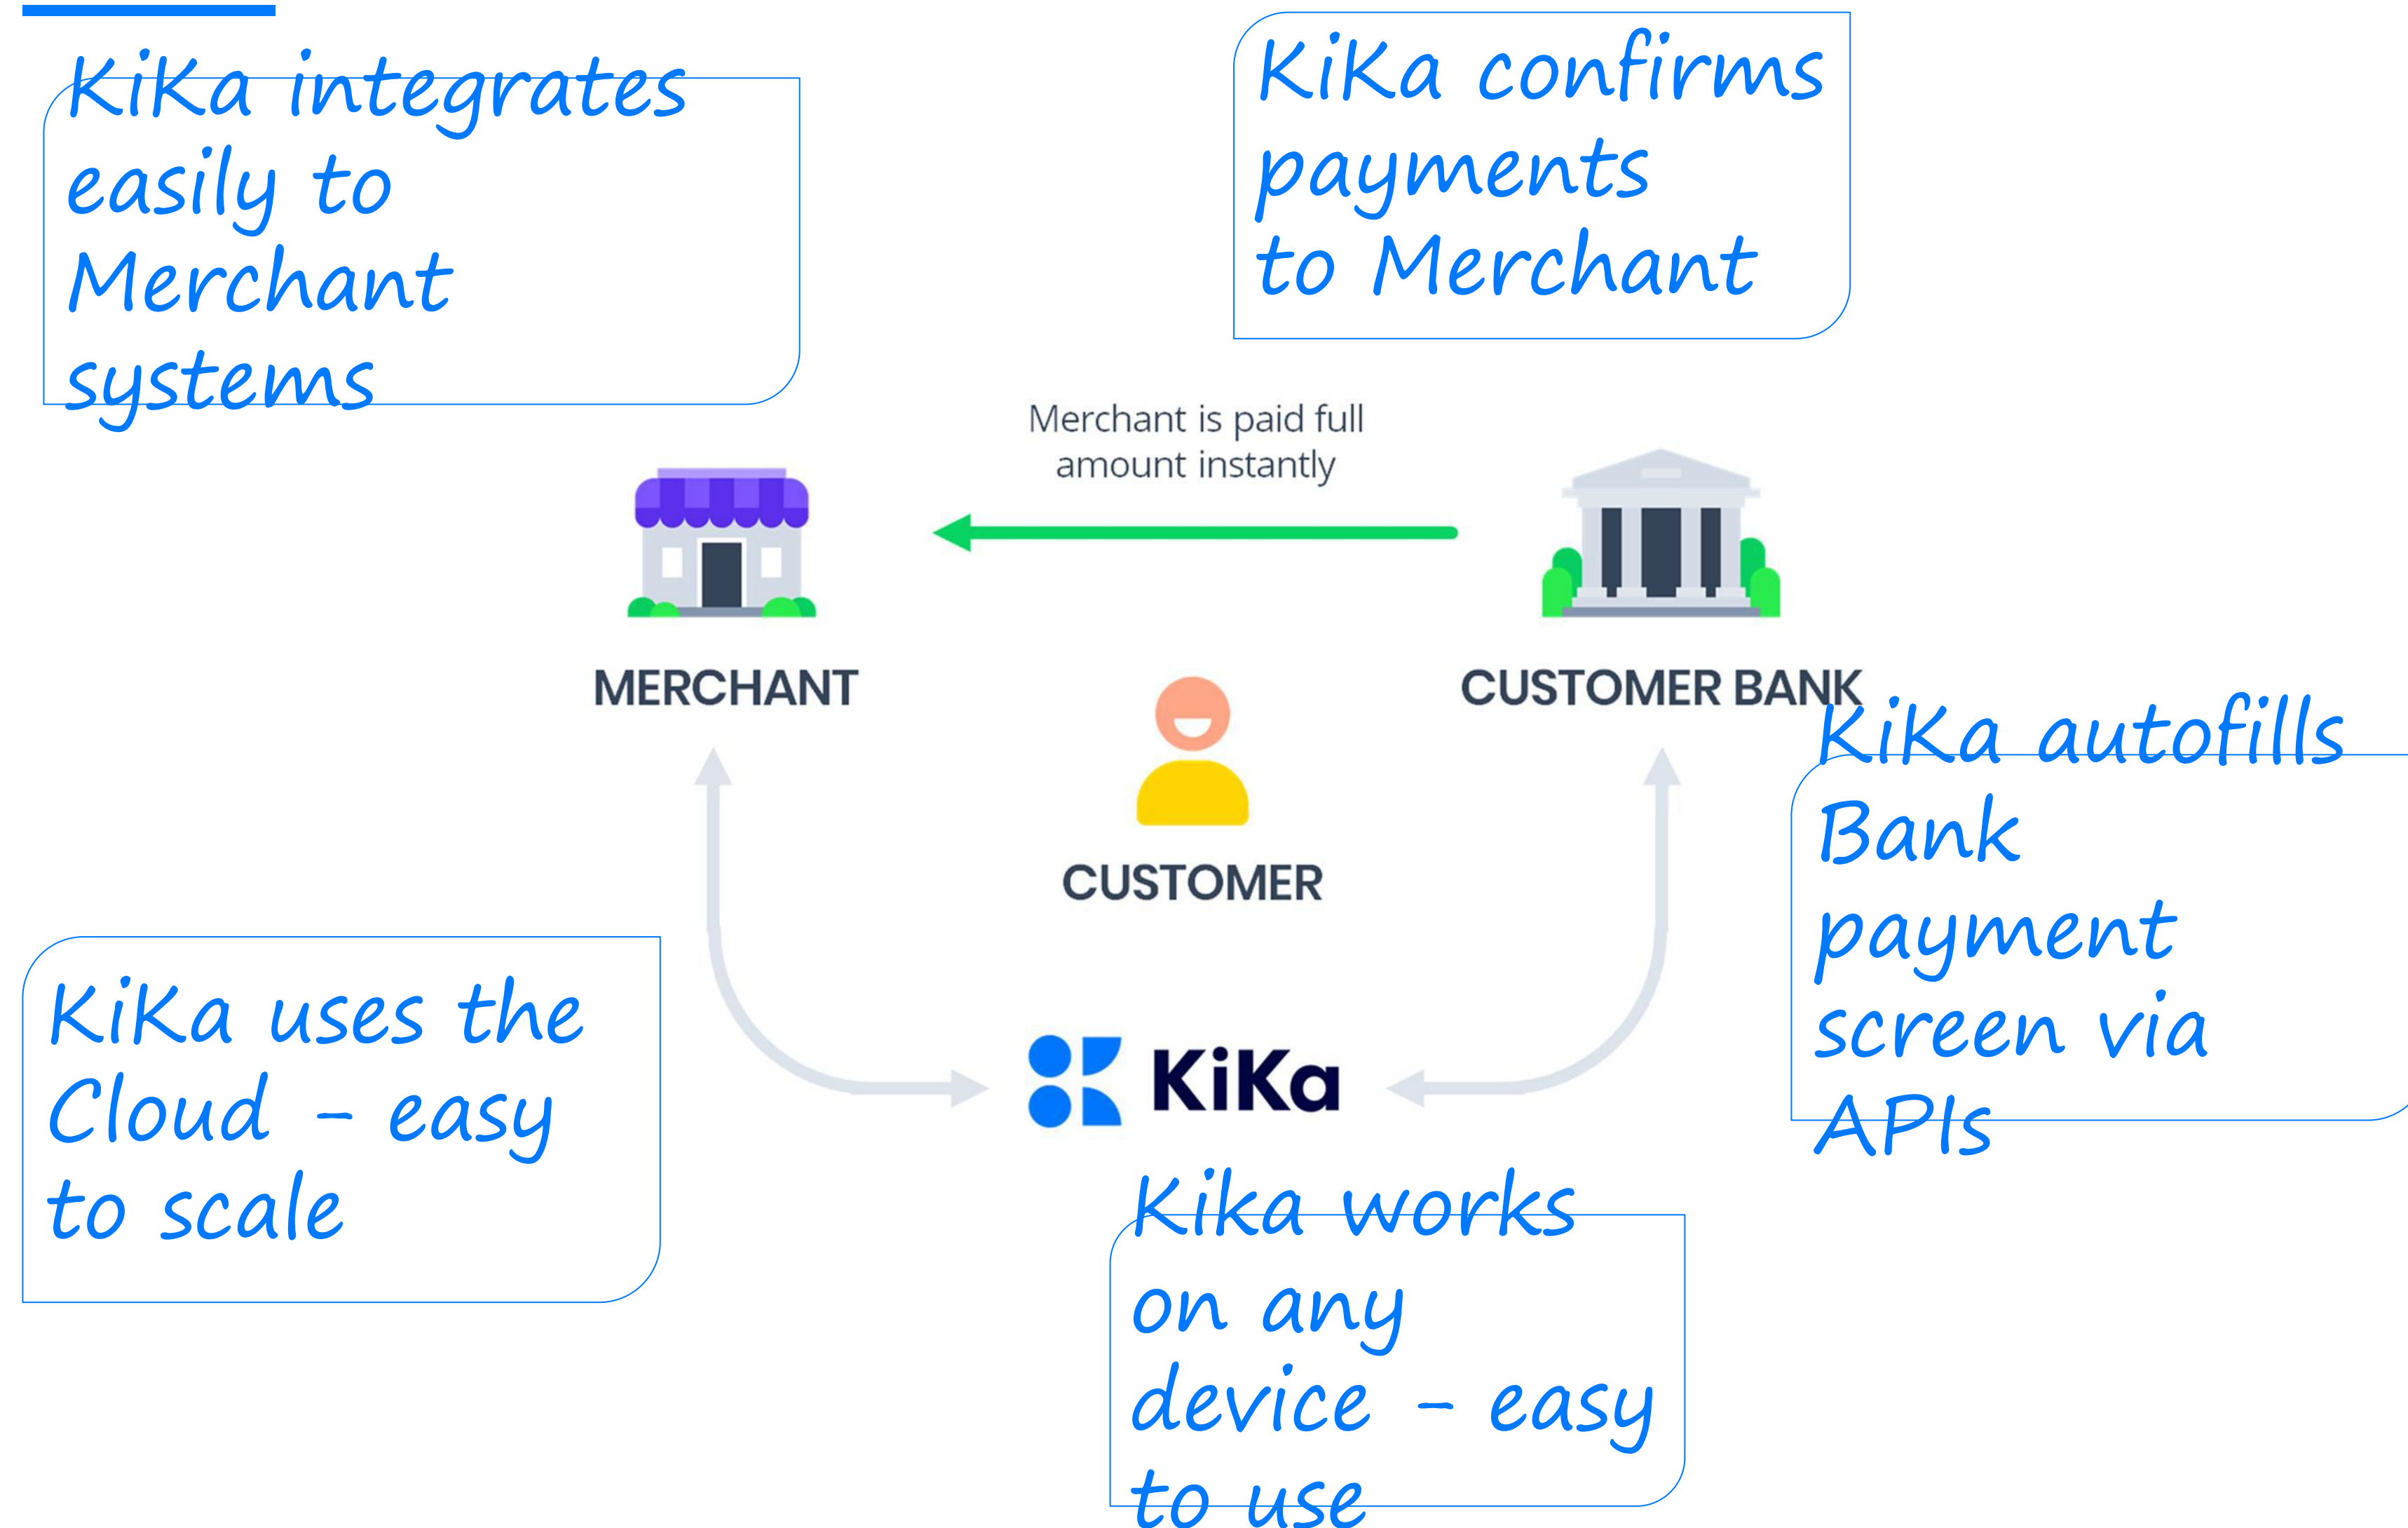 KiKa integrates
easily to
Merchant
systems
KiKa confirms
payments
to Merchant
Merchant is paid full
amount instantly
MERCHANT
CUSTOMER BANK
CUSTOMER
KiKa autofills
Bank
payment
screen via
APIs
KiKa uses the
Cloud - easy
to scale
KiKa
Kika works
on any
device - easy
to use